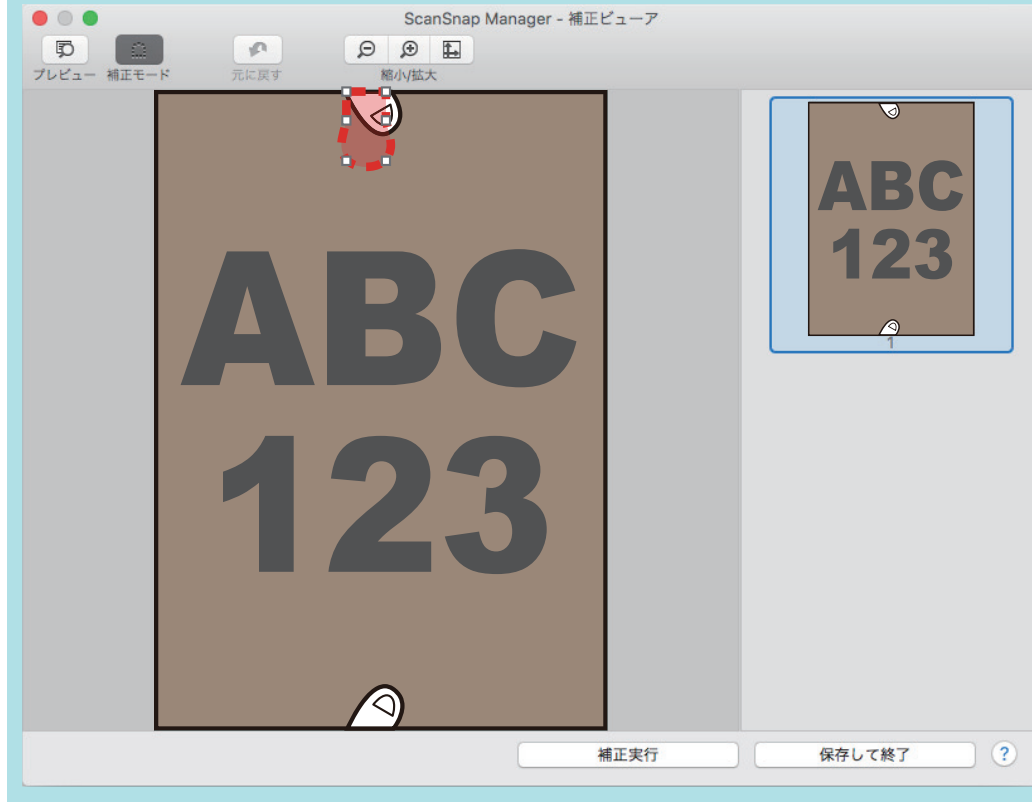 ScanSnap Manager - 補正ビューア
プレビュー 補正モード 元に戻す 縮小/拡大
ABC
123
ABC
123
1
補正実行 保存して終了 ?